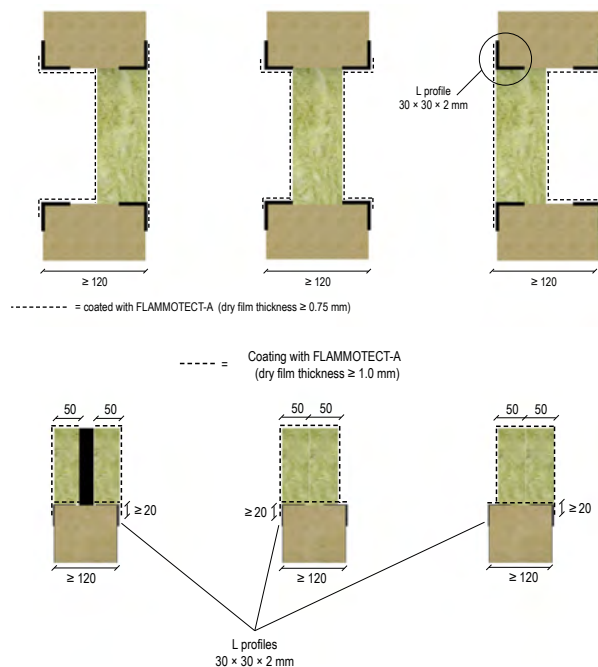 L profile
30 × 30 × 2 mm
≥ 120
≥ 120
≥ 120
= coated with FLAMMOTECT-A (dry film thickness ≥ 0.75 mm)
= Coating with FLAMMOTECT-A
(dry film thickness ≥ 1.0 mm)
50 50
50 50
50 50
≥ 20
≥ 20
≥ 20
≥ 120
≥ 120
≥ 120
L profiles
30 × 30 × 2 mm